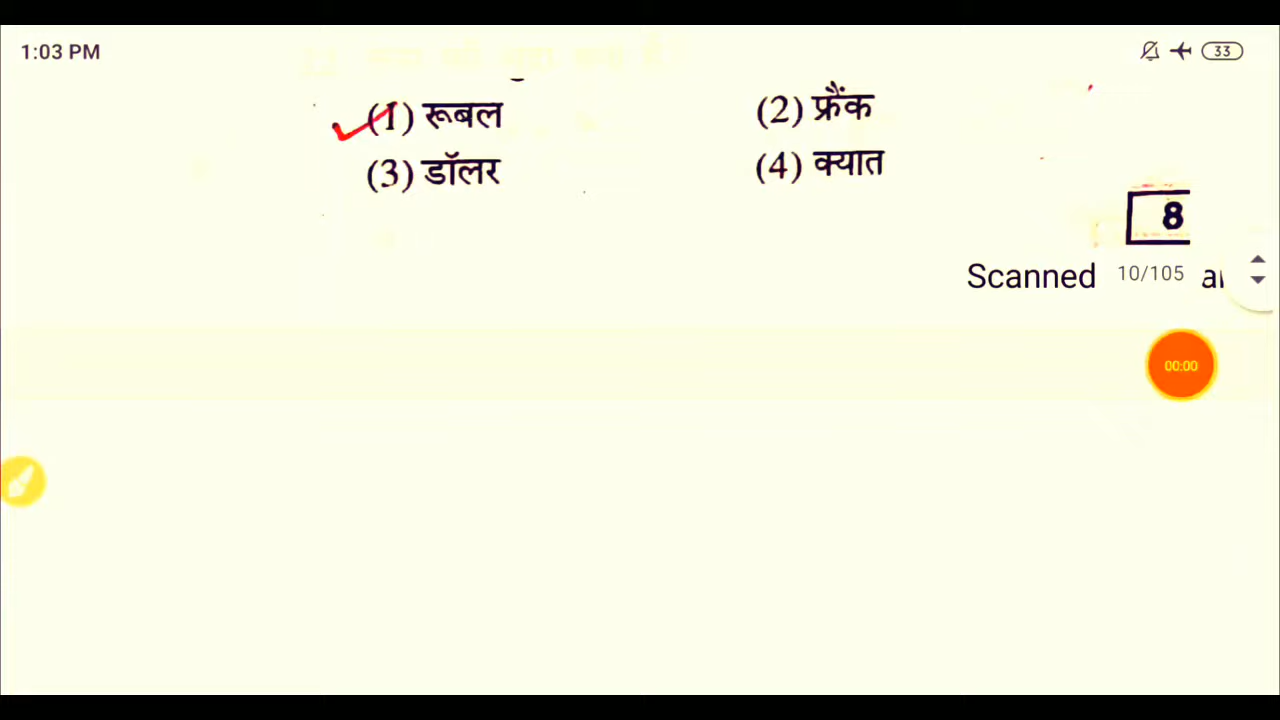 1:03 PM
33
(1) रूबल
(2) फ्रैंक
(3) डॉलर
(4) क्यात
8
Scanned
10/105
00:00